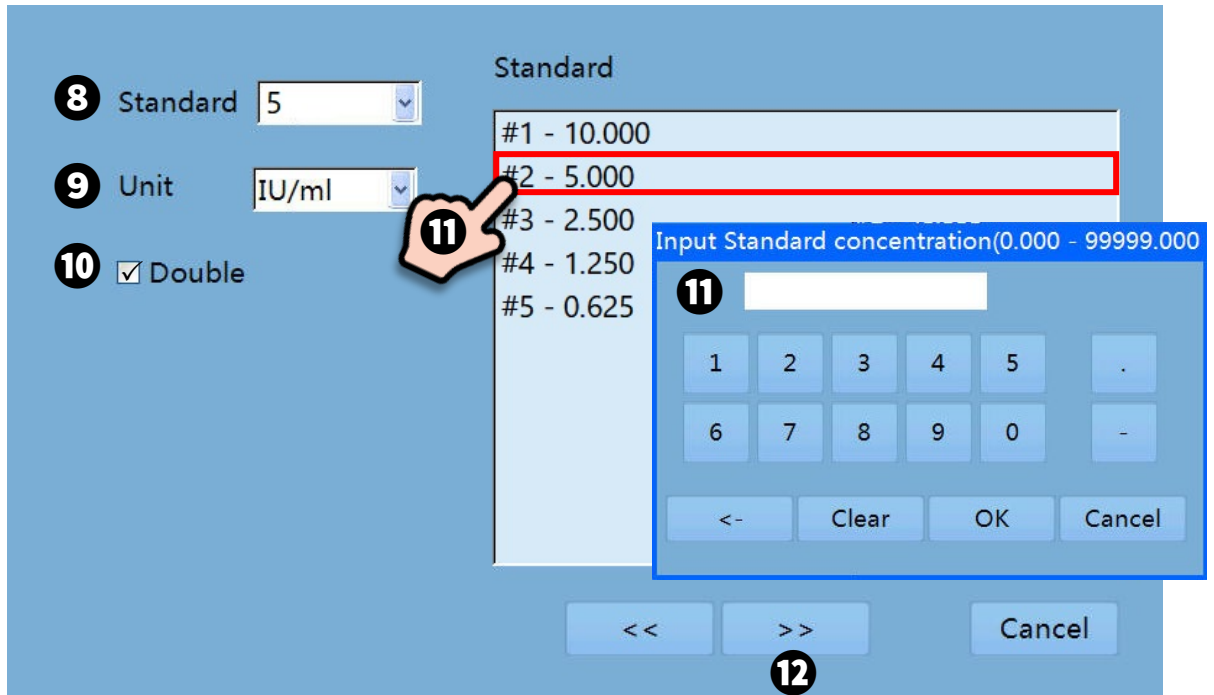 8 Standard 5
9 Unit IU/ml
10 Double
Standard
#1 - 10.000
#2 - 5.000
#3 - 2.500
#4 - 1.250
#5 - 0.625
11
Input Standard concentration(0.000 - 99999.000
11
1 2 3 4 5 .
6 7 8 9 0 -
<- Clear OK Cancel
<< >> Cancel
12